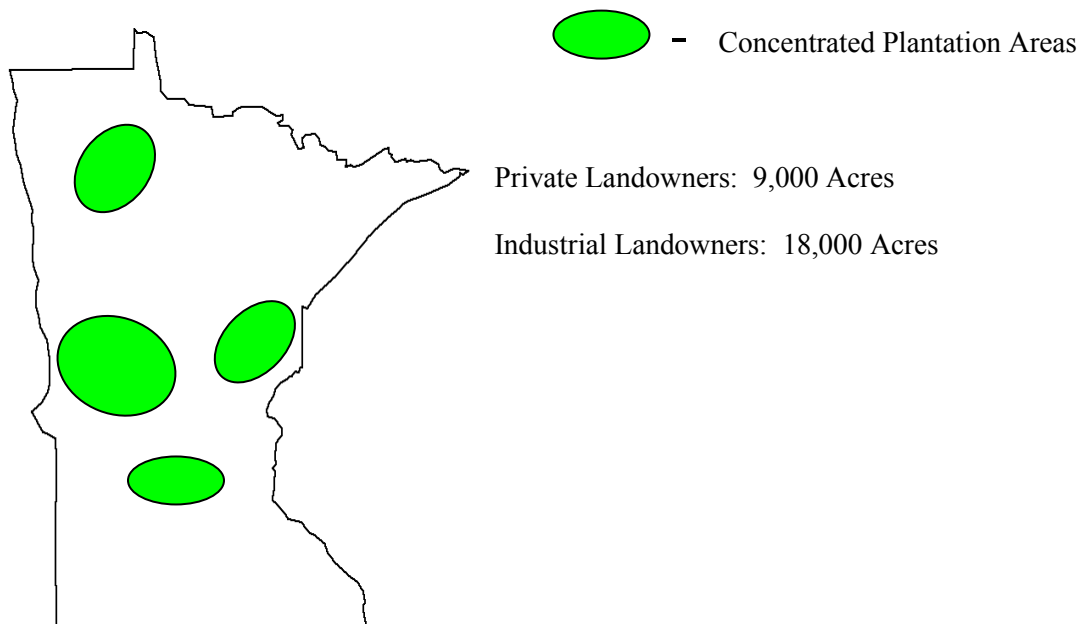 - Concentrated Plantation Areas
Private Landowners: 9,000 Acres
Industrial Landowners: 18,000 Acres